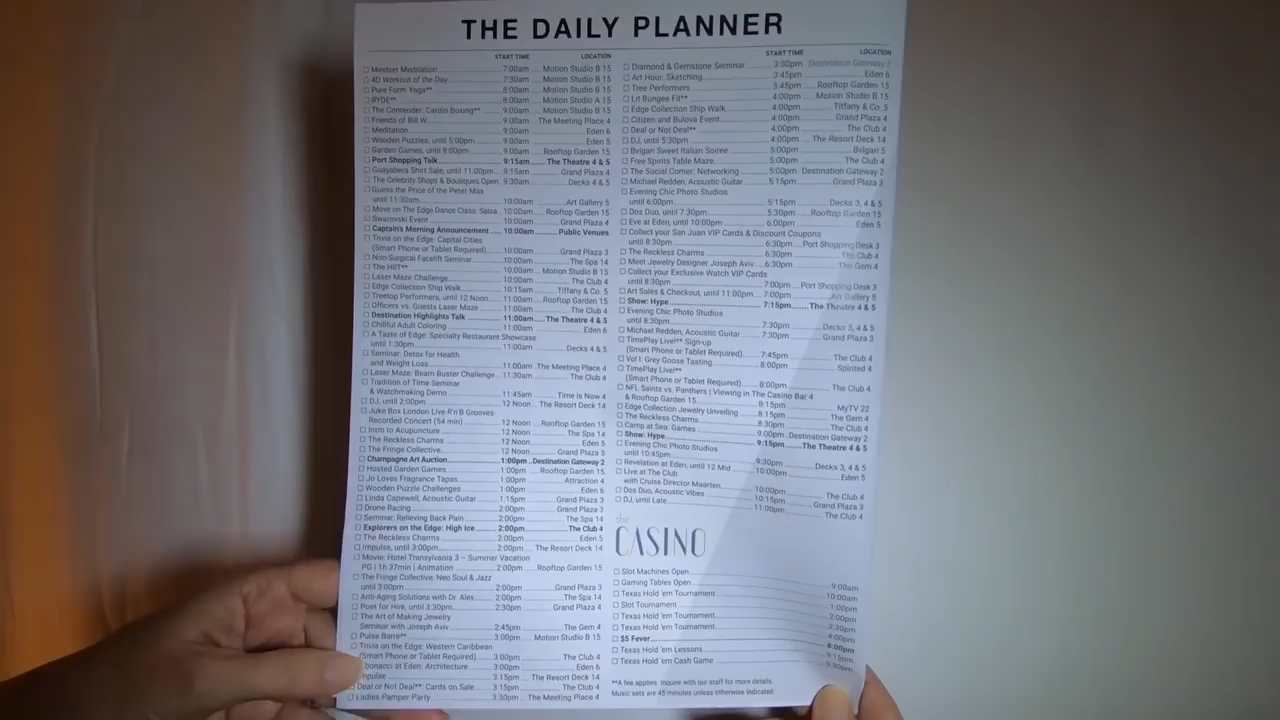 THE DAILY PLANNER
START TIME LOCATION
Mindset Meditation 7:00am Motion Studio B 15
4D Workout of the Day 7:30am Motion Studio B 15
Pure Form Yoga** 8:00am Motion Studio B 15
RYDE** 8:00am Motion Studio A 15
The Contender: Cardio Boxing** 9:00am Motion Studio B 15
Friends of Bill W. 9:00am The Meeting Place 4
Meditation 9:00am Eden 6
Wooden Puzzles, until 5:00pm 9:00am Eden 5
Garden Games, until 8:00pm 9:00am Rooftop Garden 15
Port Shopping Talk 9:15am The Theatre 4 & 5
Guayabera Shirt Sale, until 11:00pm 9:15am Grand Plaza 4
The Celebrity Shops & Boutiques Open 9:30am Decks 4 & 5
Guess the Price of the Peter Max
until 11:30am 10:00am Art Gallery 5
Move on The Edge Dance Class: Salsa 10:00am Rooftop Garden 15
Swarovski Event 10:00am Grand Plaza 4
Captain's Morning Announcement 10:00am Public Venues
Trivia on the Edge: Capital Cities
(Smart Phone or Tablet Required) 10:00am Grand Plaza 3
Non-Surgical Facelift Seminar 10:00am The Spa 14
The HIIT** 10:00am Motion Studio B 15
Laser Maze Challenge 10:00am The Club 4
Edge Collection Ship Walk 10:15am Tiffany & Co. 5
Treetop Performers, until 12 Noon 11:00am Rooftop Garden 15
Officers vs. Guests Laser Maze 11:00am The Club 4
Destination Highlights Talk 11:00am The Theatre 4 & 5
Chillful Adult Coloring 11:00am Eden 6
A Taste of Edge: Specialty Restaurant Showcase
until 1:30pm 11:00am Decks 4 & 5
Seminar: Detox for Health
and Weight Loss 11:00am The Meeting Place 4
Laser Maze: Beam Buster Challenge 11:30am The Club 4
Tradition of Time Seminar
& Watchmaking Demo 11:45am Time is Now 4
DJ, until 2:00pm 12 Noon The Resort Deck 14
Juke Box London Live R'n'B Grooves
Recorded Concert (54 min) 12 Noon Rooftop Garden 15
Intro to Acupuncture 12 Noon The Spa 14
The Reckless Charms 12 Noon Eden 5
The Fringe Collective 12 Noon Grand Plaza 3
Champagne Art Auction 1:00pm Destination Gateway 2
Hosted Garden Games 1:00pm Rooftop Garden 15
Jo Loves Fragrance Tapas 1:00pm Attraction 4
Wooden Puzzle Challenges 1:00pm Eden 6
Linda Capewell, Acoustic Guitar 1:15pm Grand Plaza 3
Drone Racing 2:00pm Grand Plaza 3
Seminar: Relieving Back Pain 2:00pm The Spa 14
Explorers on the Edge: High Ice 2:00pm The Club 4
The Reckless Charms 2:00pm Eden 5
Impulse, until 3:00pm 2:00pm The Resort Deck 14
Movie: Hotel Transylvania 3 – Summer Vacation
PG | 1h 37min | Animation 2:00pm Rooftop Garden 15
The Fringe Collective: Neo Soul & Jazz
until 3:00pm 2:00pm Grand Plaza 3
Anti-Aging Solutions with Dr. Ales 2:00pm The Spa 14
Poet for Hire, until 3:30pm 2:30pm Grand Plaza 4
The Art of Making Jewelry
Seminar with Joseph Aviv 2:45pm The Gem 4
Pulse Barre** 3:00pm Motion Studio B 15
Trivia on the Edge: Western Caribbean
(Smart Phone or Tablet Required) 3:00pm The Club 4
bonacci at Eden: Architecture 3:00pm Eden 6
mpulse 3:15pm The Resort Deck 14
Deal or Not Deal**: Cards on Sale 3:15pm The Club 4
Ladies Pamper Party 3:30pm The Meeting Place 4
START TIME LOCATION
Diamond & Gemstone Seminar 3:30pm Destination Gateway 2
Art Hour: Sketching 3:45pm Eden 6
Tree Performers 3:45pm Rooftop Garden 15
Lit Bungee Fit** 4:00pm Motion Studio B 15
Edge Collection Ship Walk 4:00pm Tiffany & Co. 5
Citizen and Bulova Event 4:00pm Grand Plaza 4
Deal or Not Deal** 4:00pm The Club 4
DJ, until 5:30pm 4:00pm The Resort Deck 14
Bvlgari Sweet Italian Soiree 5:00pm Bvlgari 5
Free Spirits Table Maze 5:00pm The Club 4
The Social Corner: Networking 5:00pm Destination Gateway 2
Michael Redden, Acoustic Guitar 5:15pm Grand Plaza 3
Evening Chic Photo Studios
until 6:00pm 5:15pm Decks 3, 4 & 5
Dos Duo, until 7:30pm 5:30pm Rooftop Garden 15
Eve at Eden, until 10:00pm 6:00pm Eden 5
Collect your San Juan VIP Cards & Discount Coupons
until 8:30pm 6:30pm Port Shopping Desk 3
The Reckless Charms 6:30pm The Club 4
Meet Jewelry Designer Joseph Aviv 6:30pm The Gem 4
Collect your Exclusive Watch VIP Cards
until 8:30pm 7:00pm Port Shopping Desk 3
Art Sales & Checkout, until 11:00pm 7:00pm Art Gallery 5
Show: Hype 7:15pm The Theatre 4 & 5
Evening Chic Photo Studios
until 8:30pm 7:30pm Decks 3, 4 & 5
Michael Redden, Acoustic Guitar 7:30pm Grand Plaza 3
TimePlay Live!** Sign-up
(Smart Phone or Tablet Required) 7:45pm The Club 4
Vol I: Grey Goose Tasting 8:00pm Spirited 4
TimePlay Live!**
(Smart Phone or Tablet Required) 8:00pm The Club 4
NFL Saints vs. Panthers | Viewing in The Casino Bar 4
& Rooftop Garden 15 8:15pm MyTV 22
Edge Collection Jewelry Unveiling 8:15pm The Gem 4
The Reckless Charms 8:30pm The Club 4
Camp at Sea: Games 9:00pm Destination Gateway 2
Show: Hype 9:15pm The Theatre 4 & 5
Evening Chic Photo Studios
until 10:45pm 9:30pm Decks 3, 4 & 5
Revelation at Eden, until 12 Mid 10:00pm Eden 5
Live at The Club
with Cruise Director Maarten 10:00pm The Club 4
Dos Duo, Acoustic Vibes 10:15pm Grand Plaza 3
DJ, until Late 11:00pm The Club 4
the
CASINO
Slot Machines Open 9:00am
Gaming Tables Open 10:00am
Texas Hold 'em Tournament 1:00pm
Slot Tournament 2:00pm
Texas Hold 'em Tournament 2:30pm
Texas Hold 'em Tournament 4:00pm
$5 Fever 8:00pm
Texas Hold 'em Lessons 9:15pm
Texas Hold 'em Cash Game 9:30pm
**A fee applies. Inquire with our staff for more details.
Music sets are 45 minutes unless otherwise indicated.